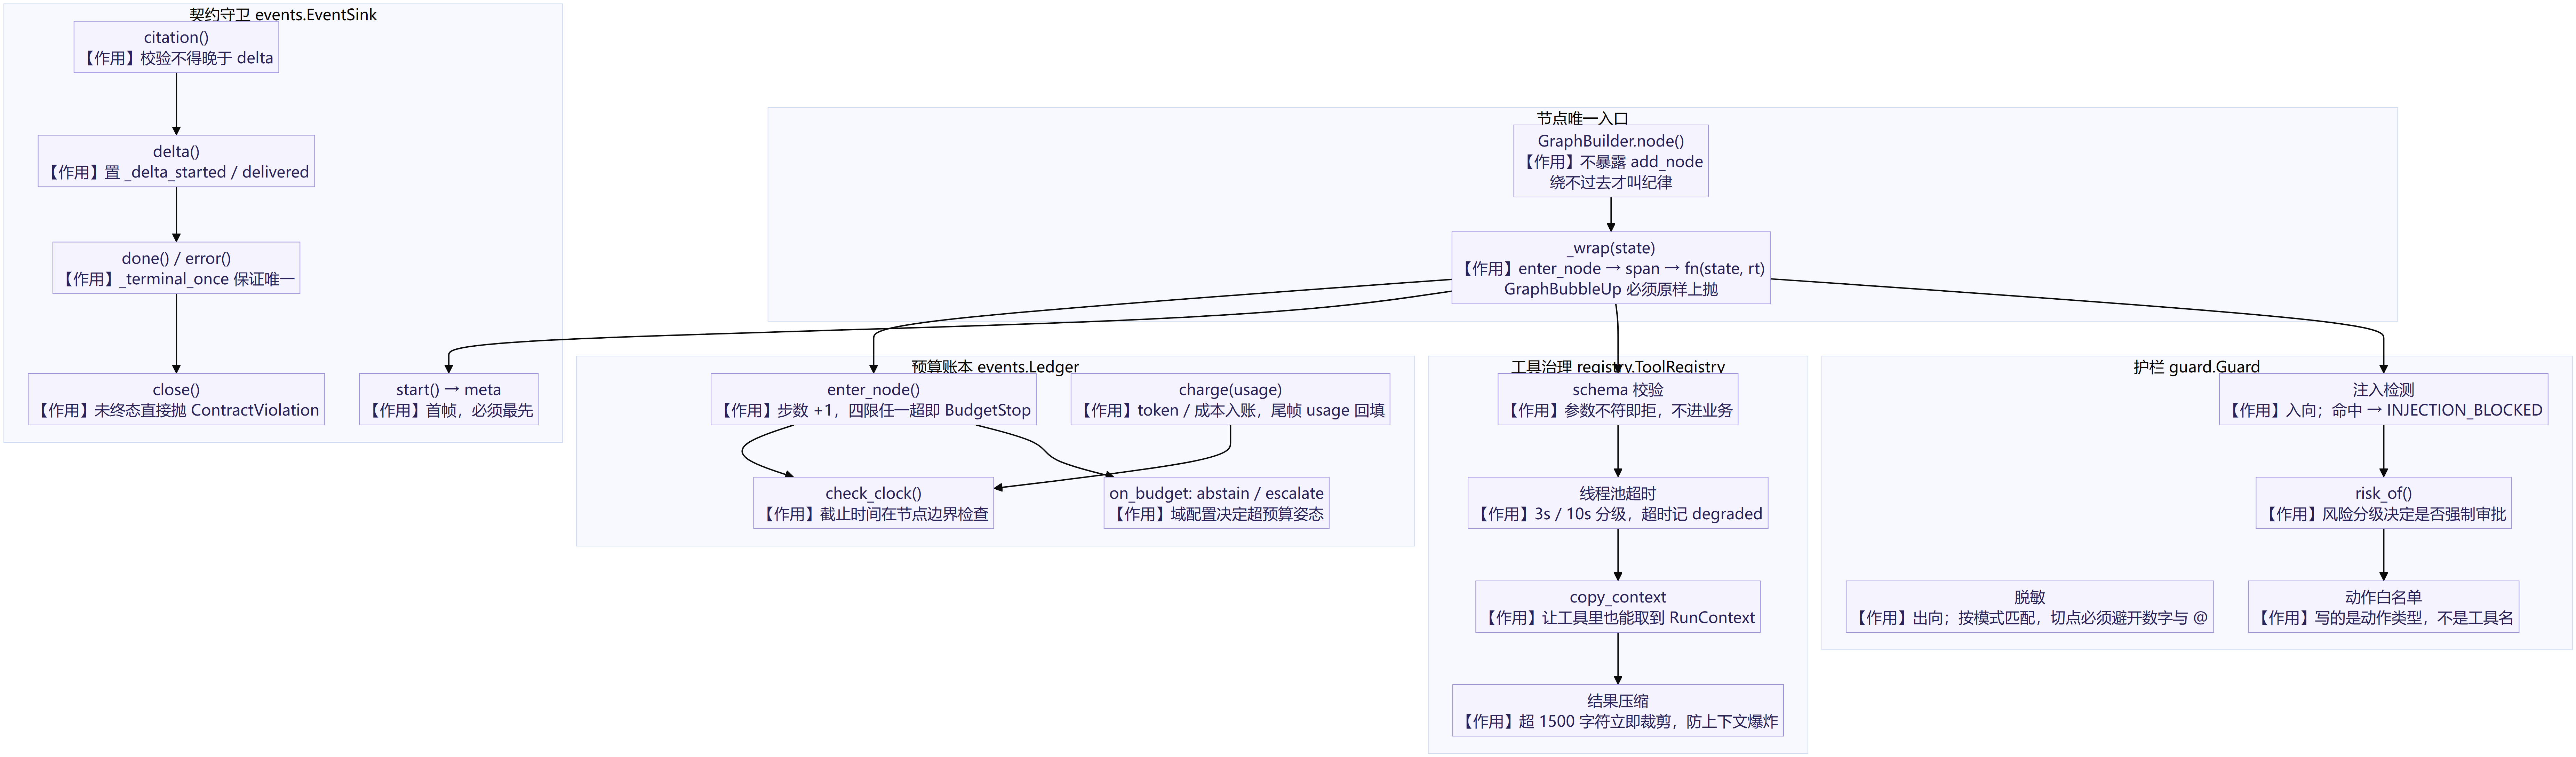 契约守卫 events.EventSink
citation()
【作用】校验不得晚于 delta
delta()
【作用】置 _delta_started / delivered
done() / error()
【作用】_terminal_once 保证唯一
close()
【作用】未终态直接抛 ContractViolation
start() → meta
【作用】首帧，必须最先
节点唯一入口
GraphBuilder.node()
【作用】不暴露 add_node
绕不过去才叫纪律
_wrap(state)
【作用】enter_node → span → fn(state, rt)
GraphBubbleUp 必须原样上抛
预算账本 events.Ledger
enter_node()
【作用】步数 +1，四限任一超即 BudgetStop
charge(usage)
【作用】token / 成本入账，尾帧 usage 回填
check_clock()
【作用】截止时间在节点边界检查
on_budget: abstain / escalate
【作用】域配置决定超预算姿态
工具治理 registry.ToolRegistry
schema 校验
【作用】参数不符即拒，不进业务
线程池超时
【作用】3s / 10s 分级，超时记 degraded
copy_context
【作用】让工具里也能取到 RunContext
结果压缩
【作用】超 1500 字符立即裁剪，防上下文爆炸
护栏 guard.Guard
注入检测
【作用】入向；命中 → INJECTION_BLOCKED
risk_of()
【作用】风险分级决定是否强制审批
脱敏
【作用】出向；按模式匹配，切点必须避开数字与 @
动作白名单
【作用】写的是动作类型，不是工具名